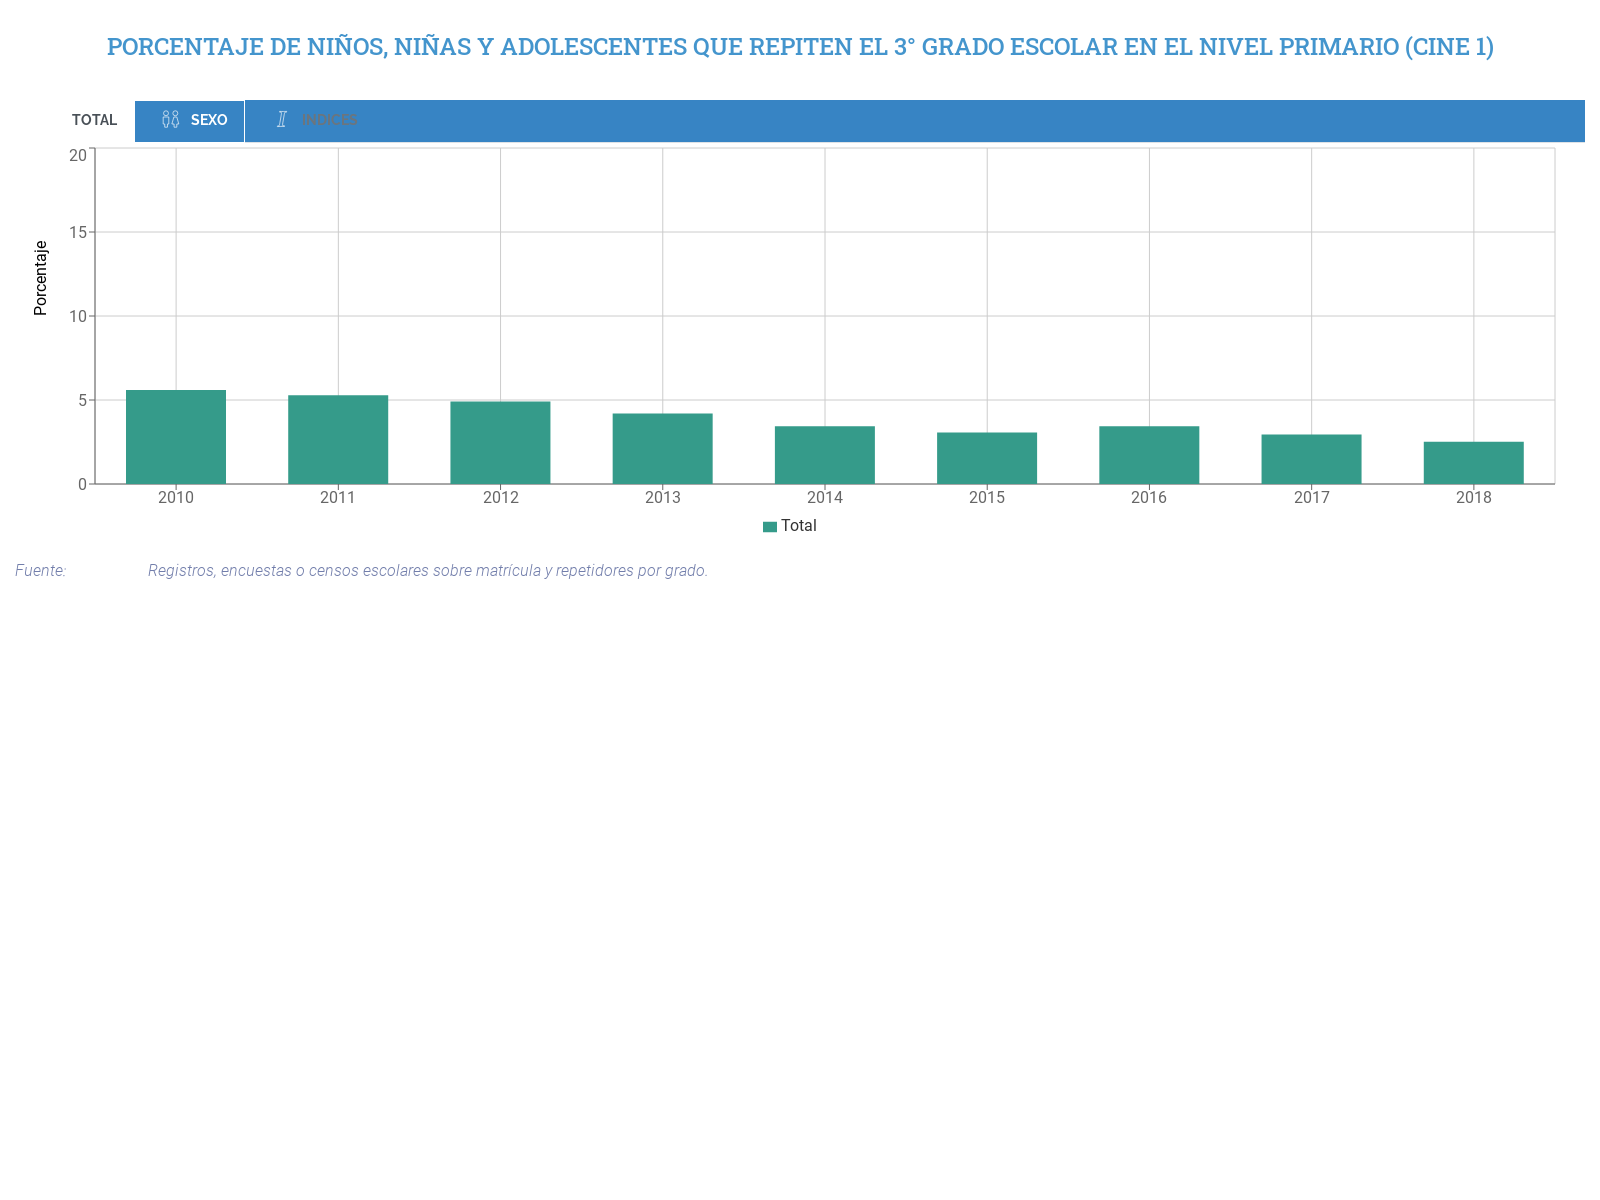 PORCENTAJE DE NIÑOS, NIÑAS Y ADOLESCENTES QUE REPITEN EL 3° GRADO ESCOLAR EN EL NIVEL PRIMARIO (CINE 1)
TOTAL SEXO INDICES
20
15
10
5
0
Porcentaje
2010 2011 2012 2013 2014 2015 2016 2017 2018
Total
Fuente: Registros, encuestas o censos escolares sobre matrícula y repetidores por grado.